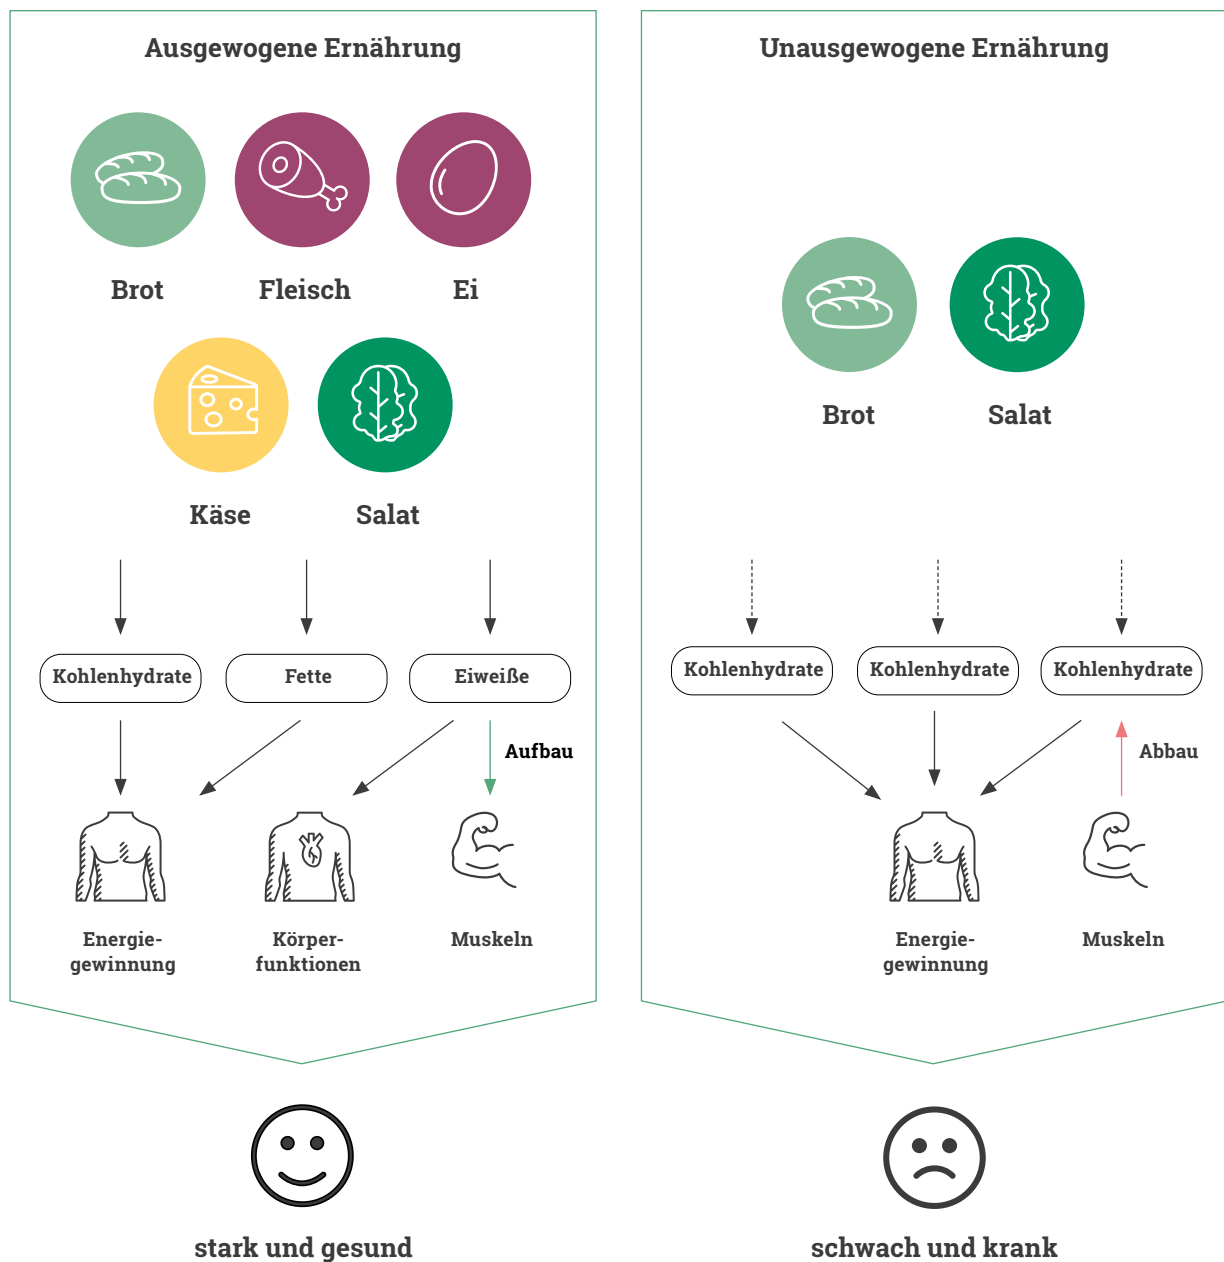 Ausgewogene Ernährung
Brot
Fleisch
Ei
Käse
Salat
Kohlenhydrate
Fette
Eiweiße
Aufbau
Energie-
gewinnung
Körper-
funktionen
Muskeln
stark und gesund
Unausgewogene Ernährung
Brot
Salat
Kohlenhydrate
Kohlenhydrate
Kohlenhydrate
Abbau
Energie-
gewinnung
Muskeln
schwach und krank